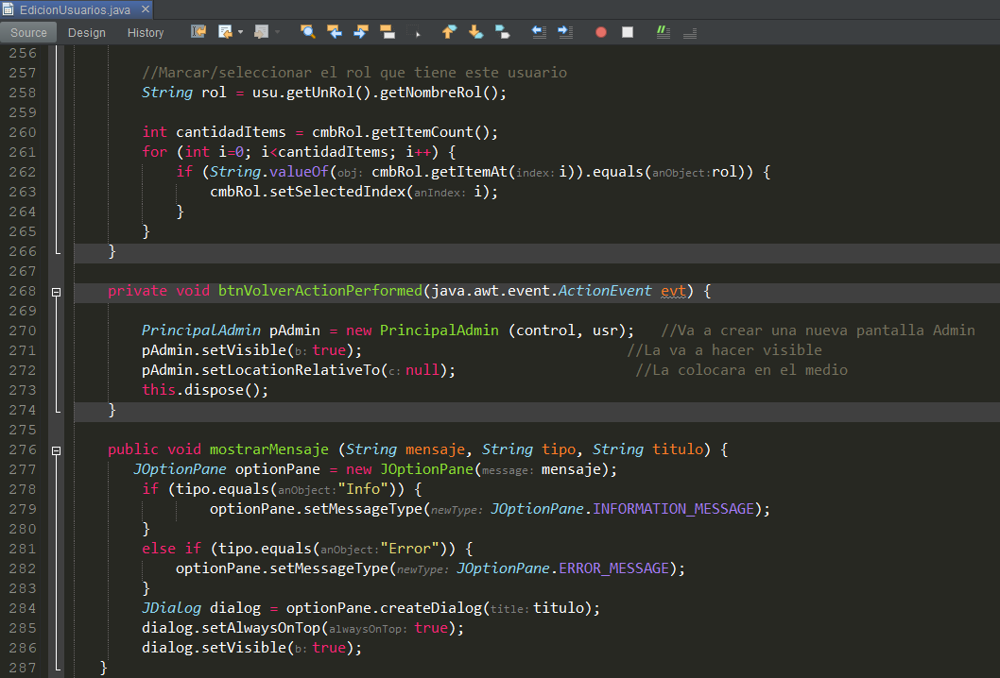 EdicionUsuarios.java
Source Design History
256
257 //Marcar/seleccionar el rol que tiene este usuario
258 String rol = usu.getUnRol().getNombreRol();
259
260 int cantidadItems = cmbRol.getItemCount();
261 for (int i=0; i<cantidadItems; i++) {
262 if (String.valueOf(obj: cmbRol.getItemAt(index: i)).equals(anObject: rol)) {
263 cmbRol.setSelectedIndex(anIndex: i);
264 }
265 }
266 }
267
268 private void btnVolverActionPerformed(java.awt.event.ActionEvent evt) {
269
270 PrincipalAdmin pAdmin = new PrincipalAdmin (control, usr); //Va a crear una nueva pantalla Admin
271 pAdmin.setVisible(b: true); //La va a hacer visible
272 pAdmin.setLocationRelativeTo(c: null); //La colocara en el medio
273 this.dispose();
274 }
275
276 public void mostrarMensaje (String mensaje, String tipo, String titulo) {
277 JOptionPane optionPane = new JOptionPane(message: mensaje);
278 if (tipo.equals(anObject: "Info")) {
279 optionPane.setMessageType(newType: JOptionPane.INFORMATION_MESSAGE);
280 }
281 else if (tipo.equals(anObject: "Error")) {
282 optionPane.setMessageType(newType: JOptionPane.ERROR_MESSAGE);
283 }
284 JDialog dialog = optionPane.createDialog(title: titulo);
285 dialog.setAlwaysOnTop(alwaysOnTop: true);
286 dialog.setVisible(b: true);
287 }